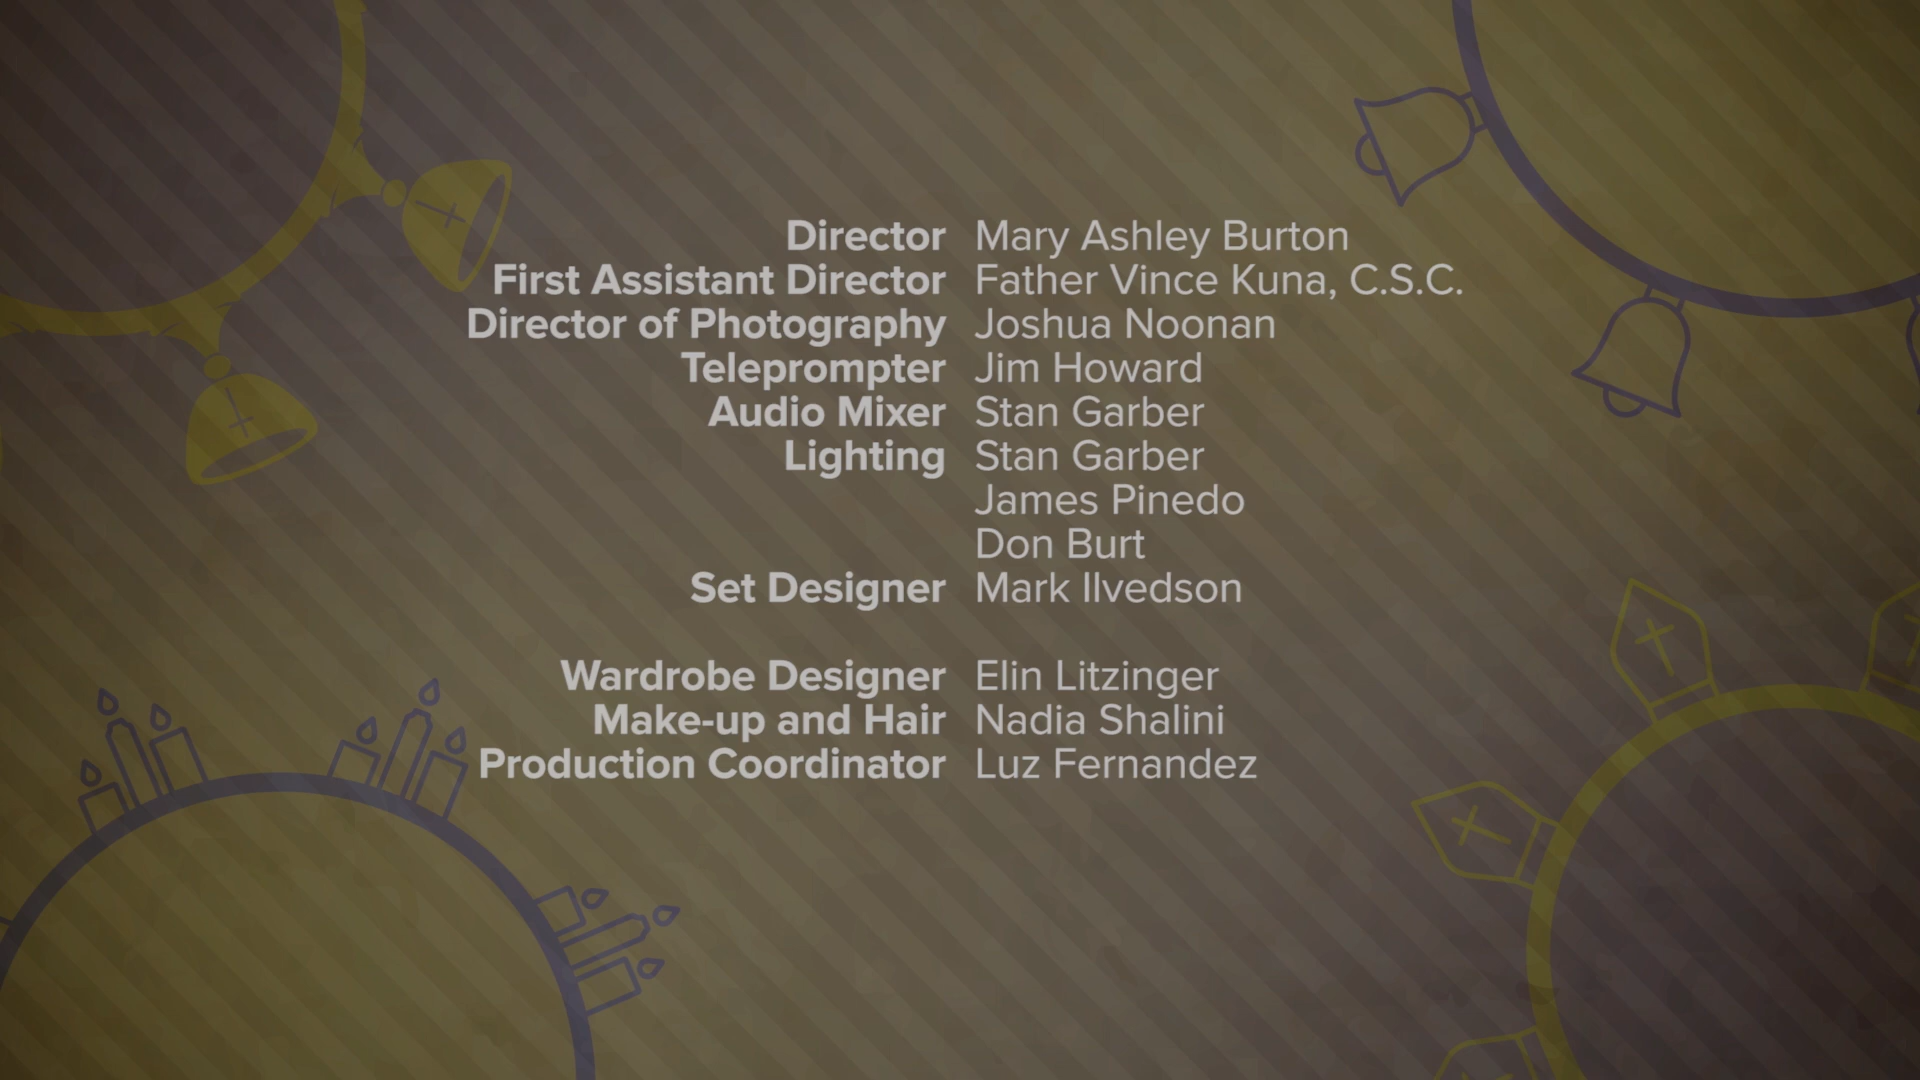 Director Mary Ashley Burton
First Assistant Director Father Vince Kuna, C.S.C.
Director of Photography Joshua Noonan
Teleprompter Jim Howard
Audio Mixer Stan Garber
Lighting Stan Garber
James Pinedo
Don Burt
Set Designer Mark Ilvedson
Wardrobe Designer Elin Litzinger
Make-up and Hair Nadia Shalini
Production Coordinator Luz Fernandez